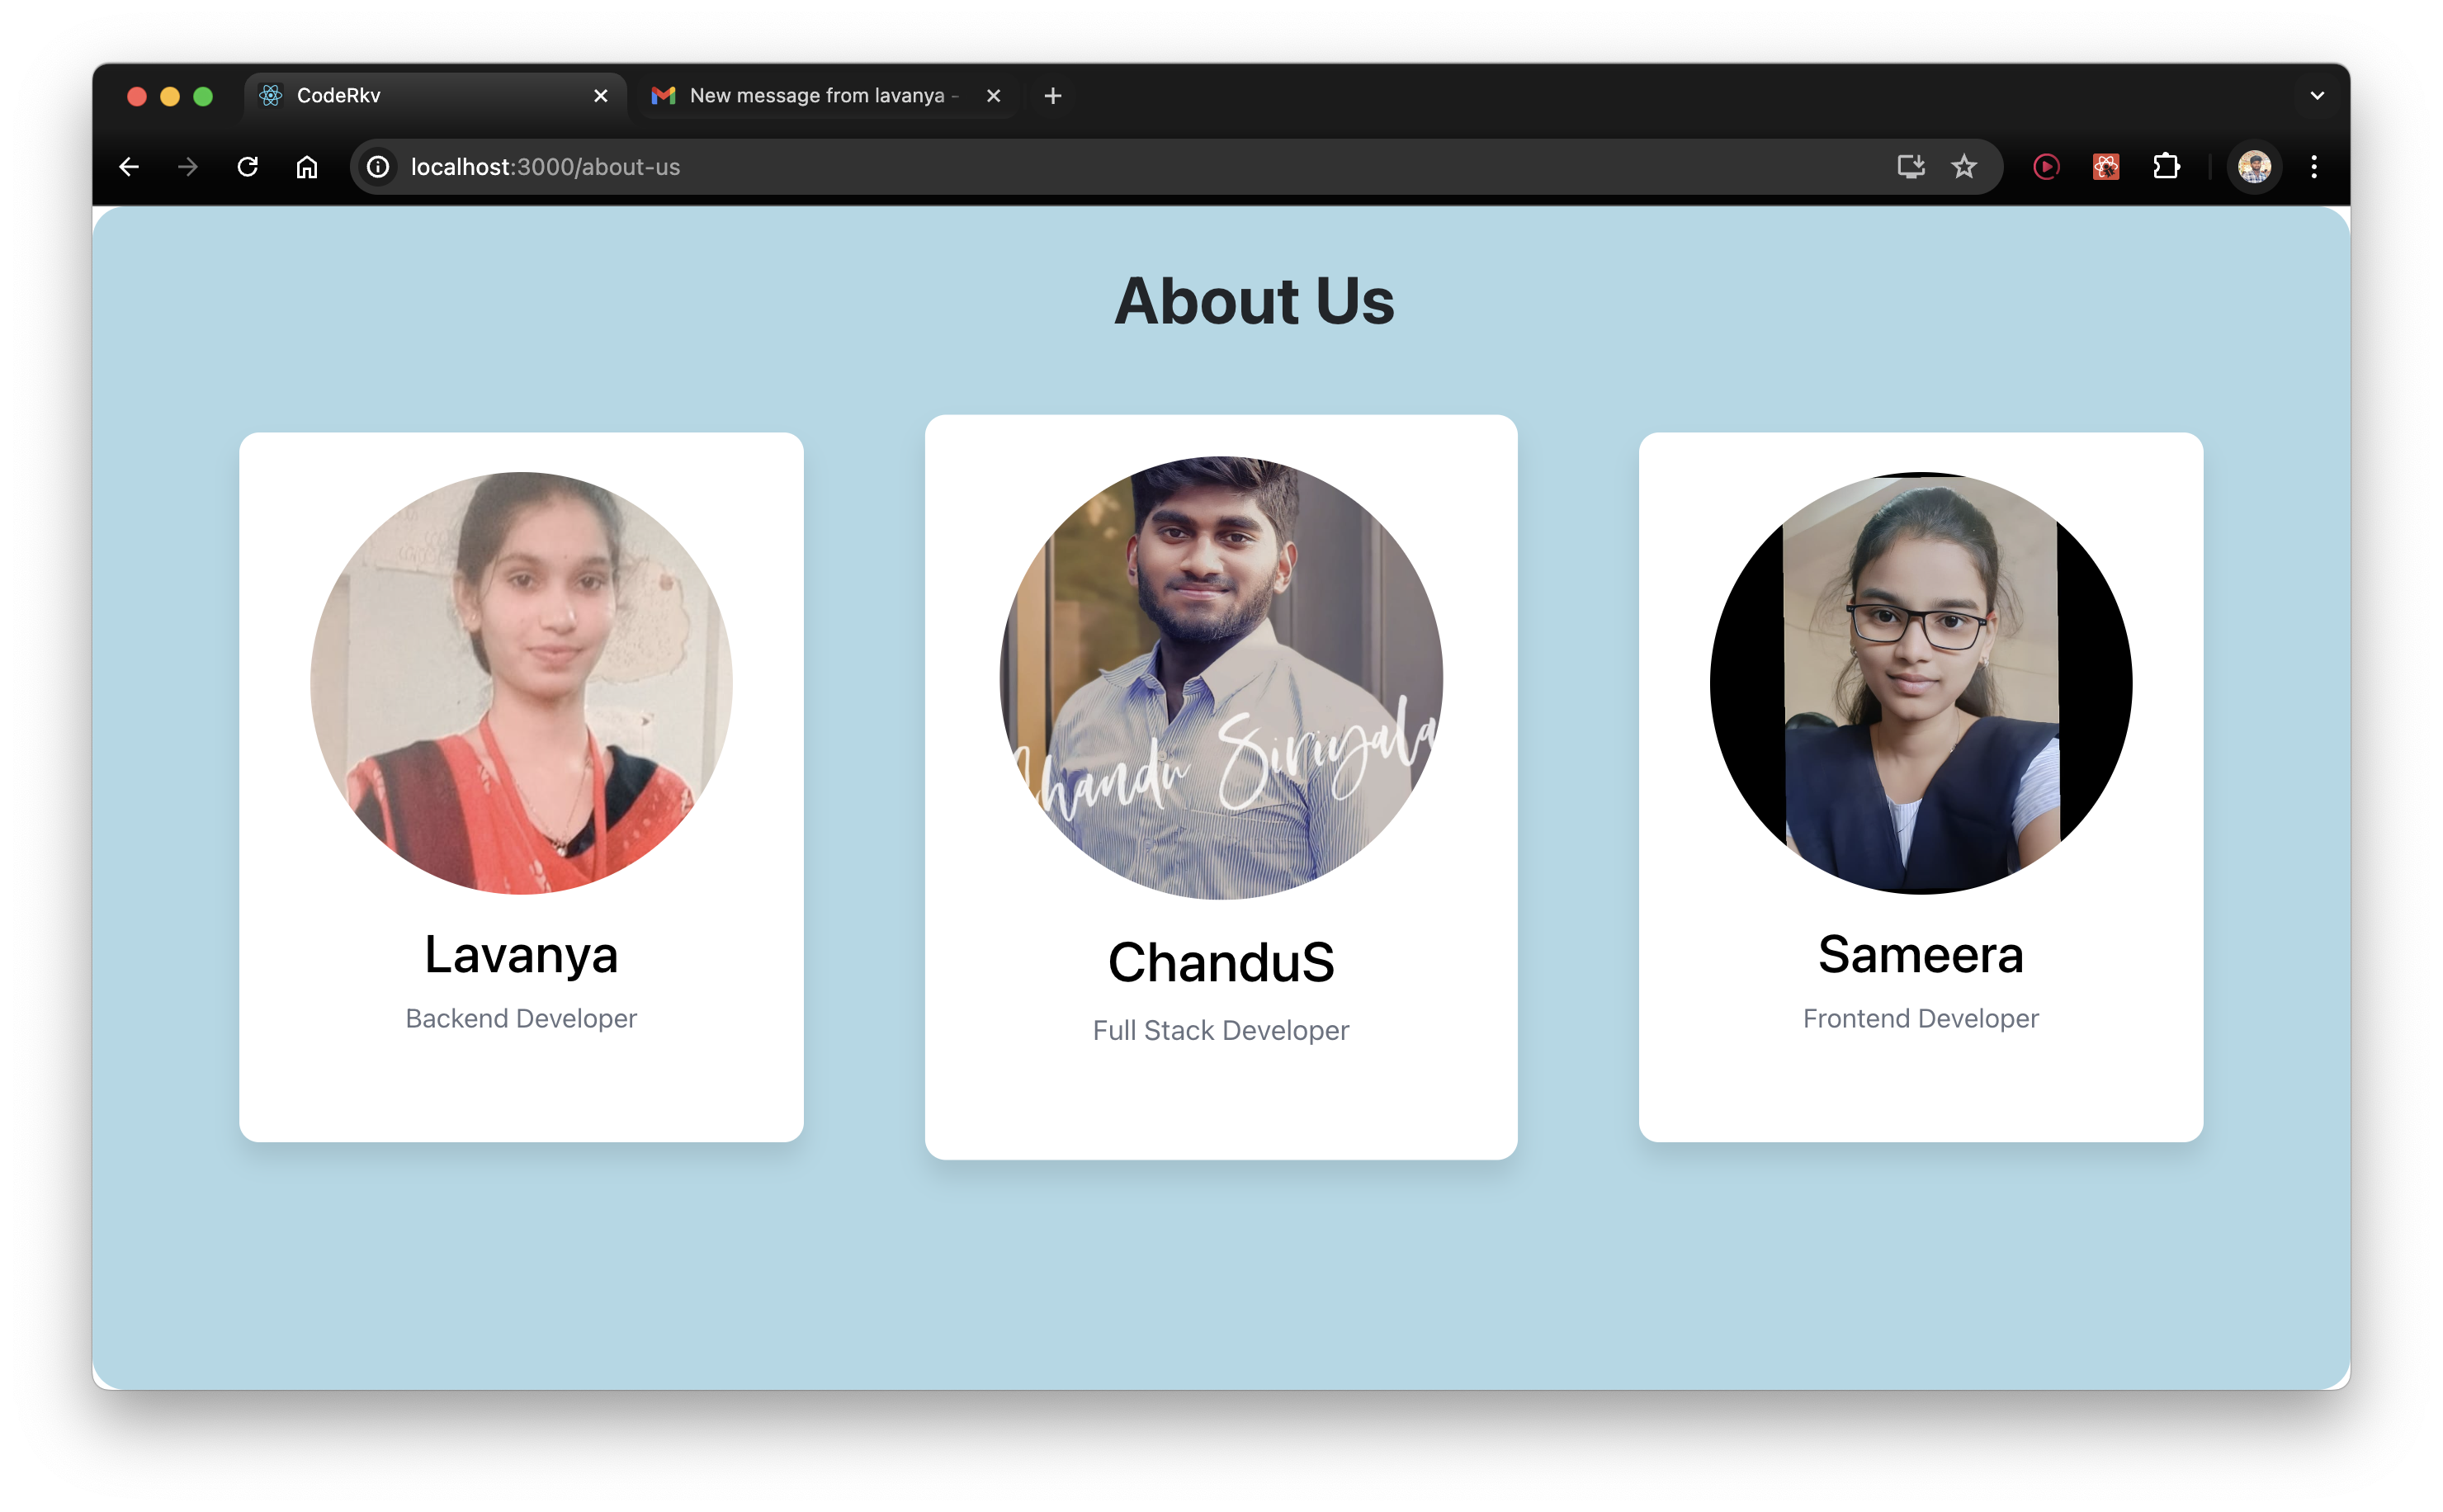 CodeRkv
New message from lavanya -
localhost:3000/about-us
About Us
Chandu Siriyala
Lavanya
ChanduS
Sameera
Backend Developer
Full Stack Developer
Frontend Developer